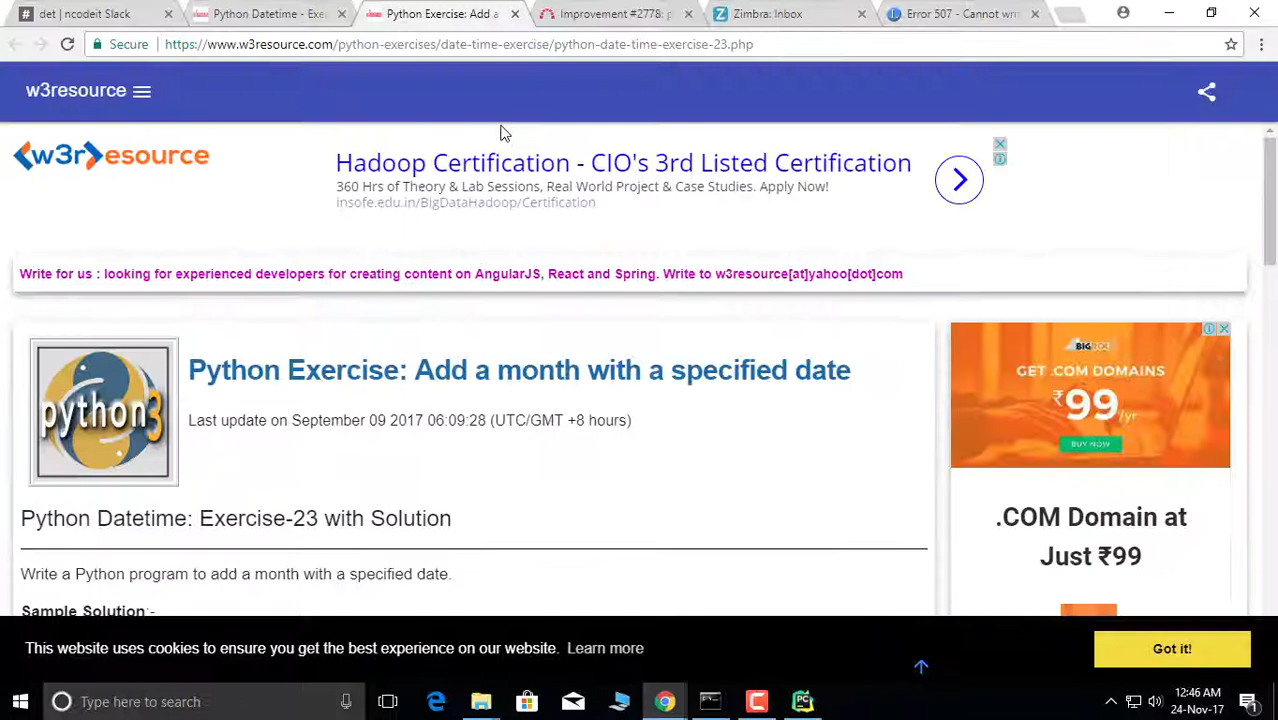 det | ncodeit Slack
Python Datetime - Exe
Python Exercise: Add a
Improvement #2778: p
Zimbra: Inbox
Error 507 - Cannot wri
Secure
https://www.w3resource.com/python-exercises/date-time-exercise/python-date-time-exercise-23.php
w3resource
w3resource
Hadoop Certification - CIO's 3rd Listed Certification
360 Hrs of Theory & Lab Sessions, Real World Project & Case Studies. Apply Now!
insofe.edu.in/BigDataHadoop/Certification
Write for us : looking for experienced developers for creating content on AngularJS, React and Spring. Write to w3resource[at]yahoo[dot]com
python3
Python Exercise: Add a month with a specified date
Last update on September 09 2017 06:09:28 (UTC/GMT +8 hours)
BIGROCK
GET .COM DOMAINS
₹99/yr
BUY NOW
.COM Domain at
Just ₹99
Python Datetime: Exercise-23 with Solution
Write a Python program to add a month with a specified date.
Sample Solution:-
This website uses cookies to ensure you get the best experience on our website. Learn more
Got it!
Type here to search
PC
12:46 AM
24-Nov-17
1